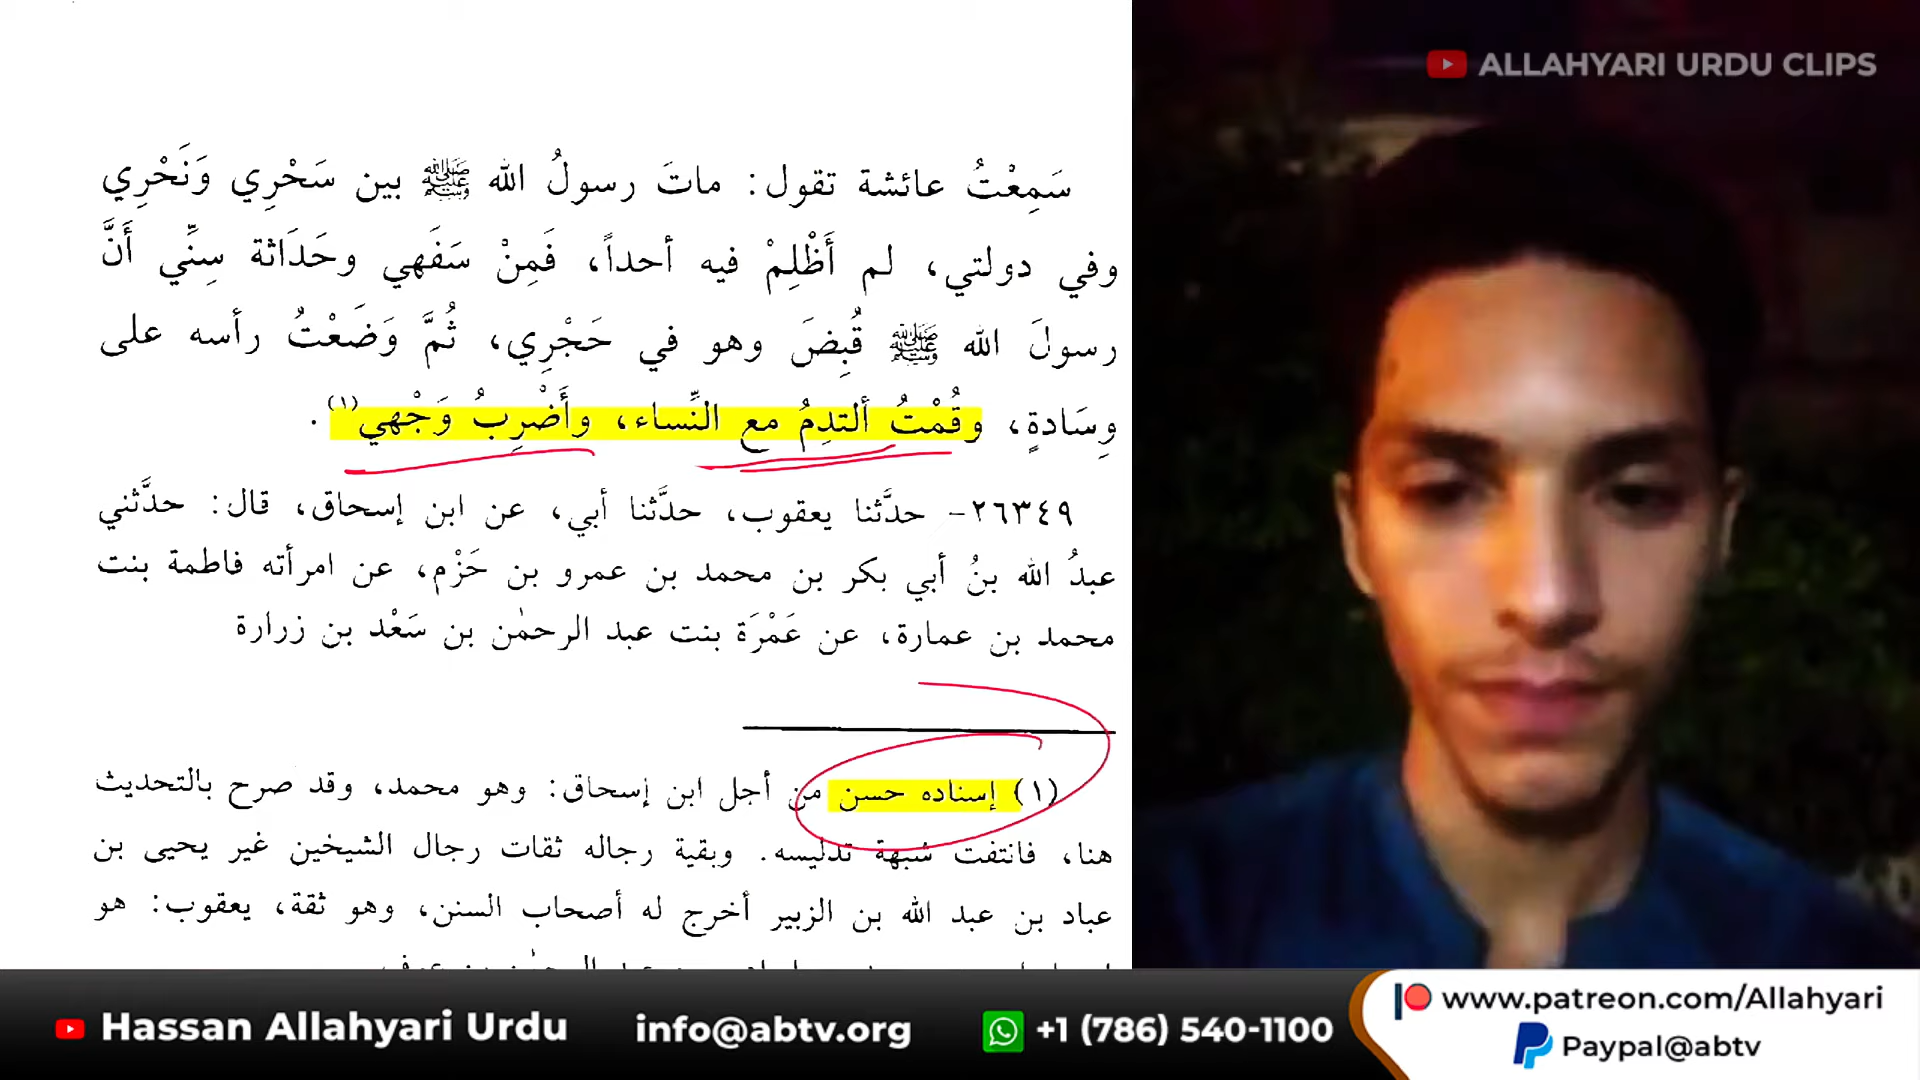 ALLAHYARI URDU CLIPS
سَمِعْتُ عائشة تقول: ماتَ رسولُ الله ﷺ بين سَحْرِي وَنَحْرِي
وفي دولتي، لم أَظْلِمْ فيه أحداً، فَمِنْ سَفَهي وحَدَاثة سِنِّي أَنَّ
رسولَ الله ﷺ قُبِضَ وهو في حَجْرِي، ثُمَّ وَضَعْتُ رأسه على
وِسَادةٍ، وقُمْتُ ألتدِمُ مع النِّساء، وأَضْرِبُ وَجْهي(١).
٢٦٣٤٩- حدَّثنا يعقوب، حدَّثنا أبي، عن ابن إسحاق، قال: حدَّثني
عبدُ الله بنُ أبي بكر بن محمد بن عمرو بن حَزْم، عن امرأته فاطمة بنت
محمد بن عمارة، عن عَمْرَة بنت عبد الرحمٰن بن سَعْد بن زرارة
(١) إسناده حسن من أجل ابن إسحاق: وهو محمد، وقد صرح بالتحديث
هنا، فانتفت شبهة تدليسه. وبقية رجاله ثقات رجال الشيخين غير يحيى بن
عباد بن عبد الله بن الزبير أخرج له أصحاب السنن، وهو ثقة، يعقوب: هو
Hassan Allahyari Urdu
info@abtv.org
+1 (786) 540-1100
www.patreon.com/Allahyari
Paypal@abtv